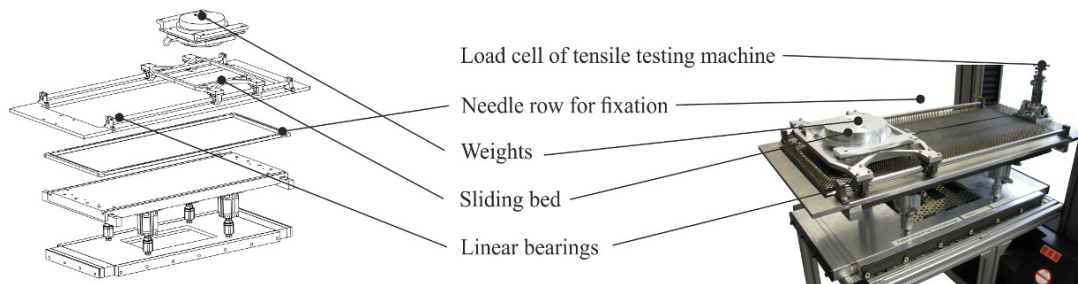 Load cell of tensile testing machine
Needle row for fixation
Weights
Sliding bed
Linear bearings